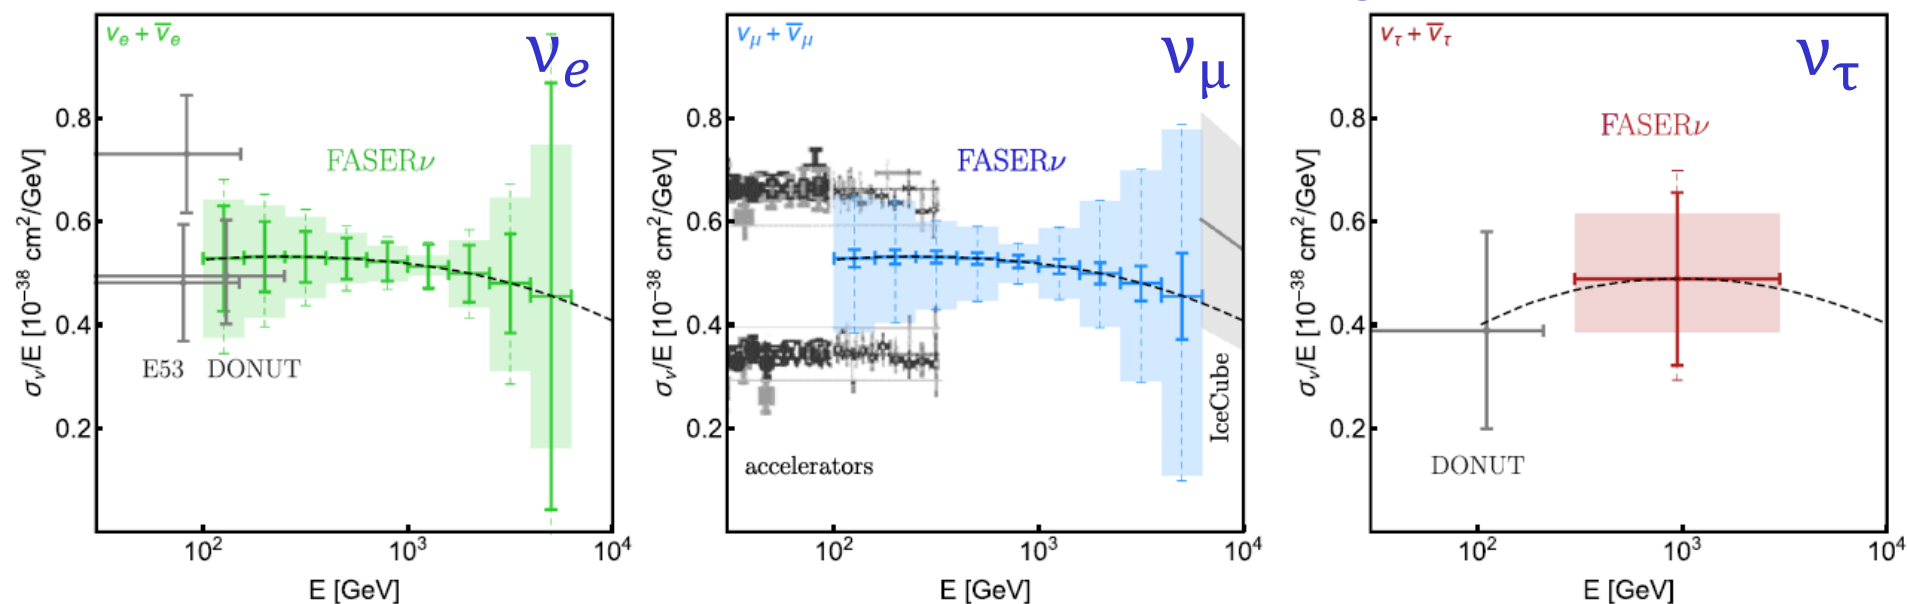 νe + ν̅e
νe
FASERν
E53 DONUT
0.8
0.6
0.4
0.2
σν/E [10⁻³⁸ cm²/GeV]
10² 10³ 10⁴
E [GeV]
νμ + ν̅μ
νμ
FASERν
accelerators
IceCube
0.8
0.6
0.4
0.2
σν/E [10⁻³⁸ cm²/GeV]
10² 10³ 10⁴
E [GeV]
ντ + ν̅τ
ντ
FASERν
DONUT
0.8
0.6
0.4
0.2
σν/E [10⁻³⁸ cm²/GeV]
10² 10³ 10⁴
E [GeV]